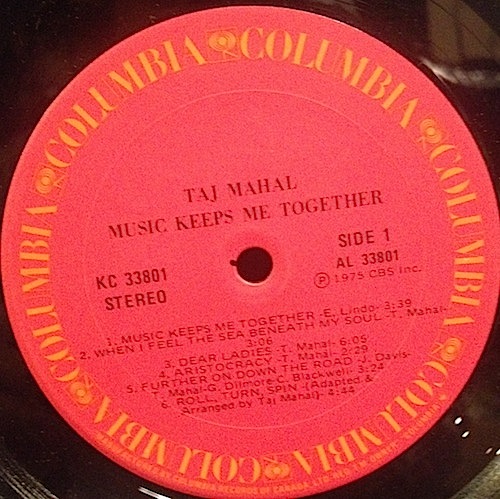 COLUMBIA COLUMBIA COLUMBIA COLUMBIA COLUMBIA COLUMBIA
TAJ MAHAL
MUSIC KEEPS ME TOGETHER
KC 33801
STEREO
SIDE 1
AL 33801
Ⓟ 1975 CBS Inc.
1. MUSIC KEEPS ME TOGETHER -E. Lindo- 3:39
2. WHEN I FEEL THE SEA BENEATH MY SOUL -T. Mahal-
3:06
3. DEAR LADIES -T. Mahal- 6:05
4. ARISTOCRACY -T. Mahal- 2:29
5. FURTHER ON DOWN THE ROAD -J. Davis-
T. Mahal-G. Dillmore-C. Blackwell- 3:24
6. ROLL, TURN, SPIN -(Adapted &
Arranged by Taj Mahal)- 4:44